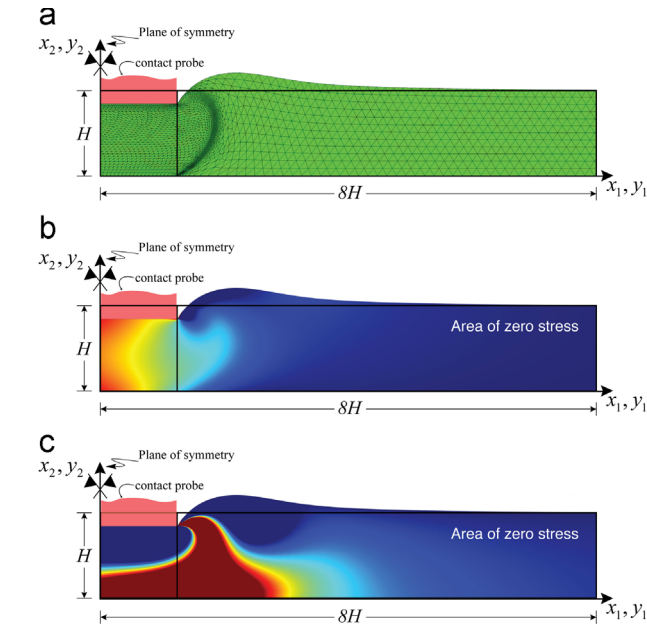 a
Plane of symmetry
x₂, y₂
contact probe
H
x₁, y₁
8H
b
Plane of symmetry
x₂, y₂
contact probe
Area of zero stress
H
x₁, y₁
8H
c
Plane of symmetry
x₂, y₂
contact probe
Area of zero stress
H
x₁, y₁
8H